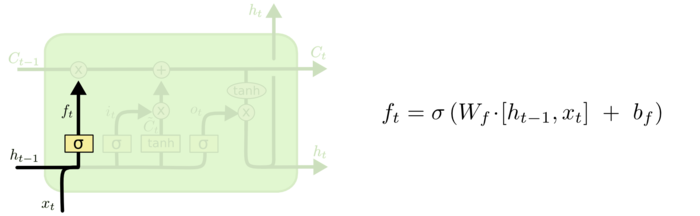 h_t
C_{t-1} × + C_t
tanh
f_t i_t × o_t ×
C̃_t
σ σ tanh σ
h_{t-1} h_t
x_t
f_t = σ (W_f · [h_{t-1}, x_t] + b_f)